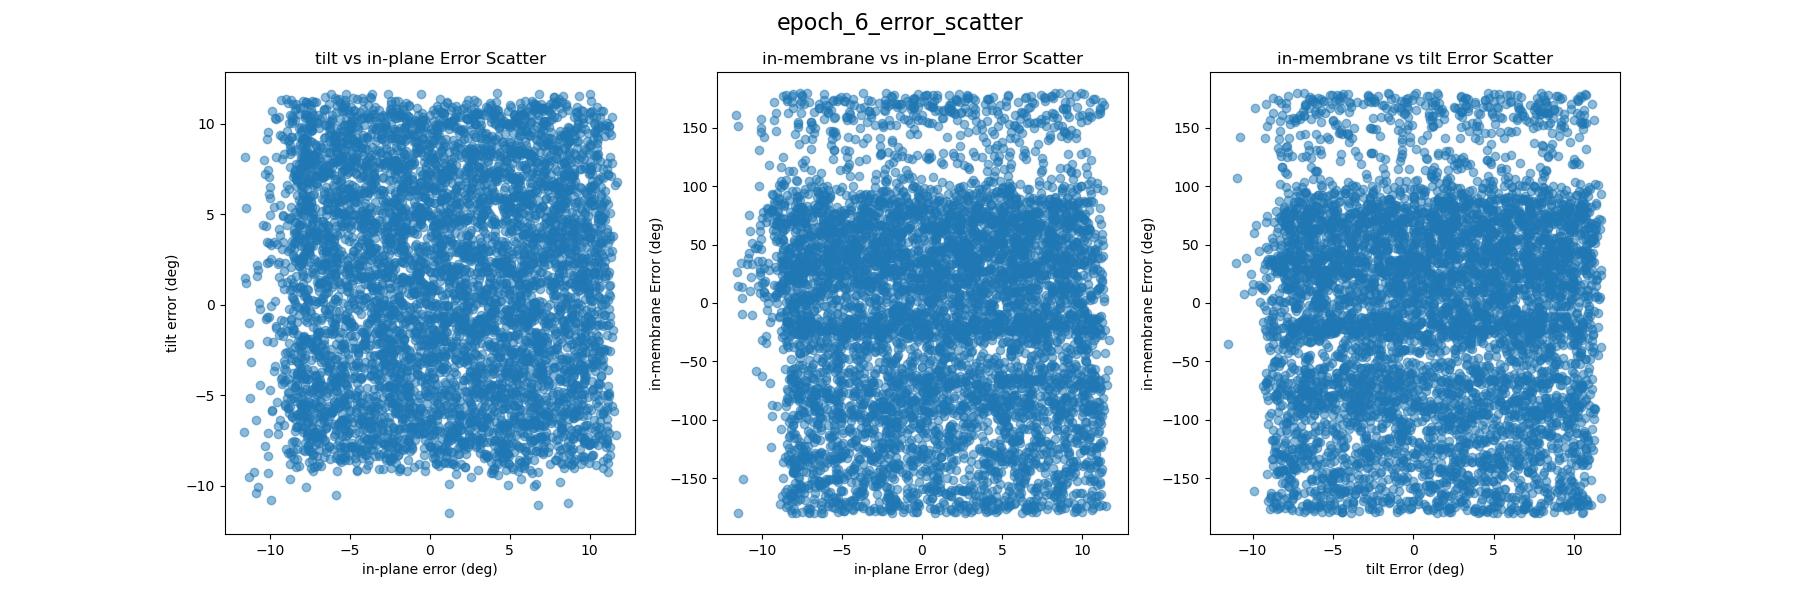 epoch_6_error_scatter
tilt vs in-plane Error Scatter
tilt error (deg)
10
5
0
−5
−10
−10 −5 0 5 10
in-plane error (deg)
in-membrane vs in-plane Error Scatter
in-membrane Error (deg)
150
100
50
0
−50
−100
−150
−10 −5 0 5 10
in-plane Error (deg)
in-membrane vs tilt Error Scatter
in-membrane Error (deg)
150
100
50
0
−50
−100
−150
−10 −5 0 5 10
tilt Error (deg)